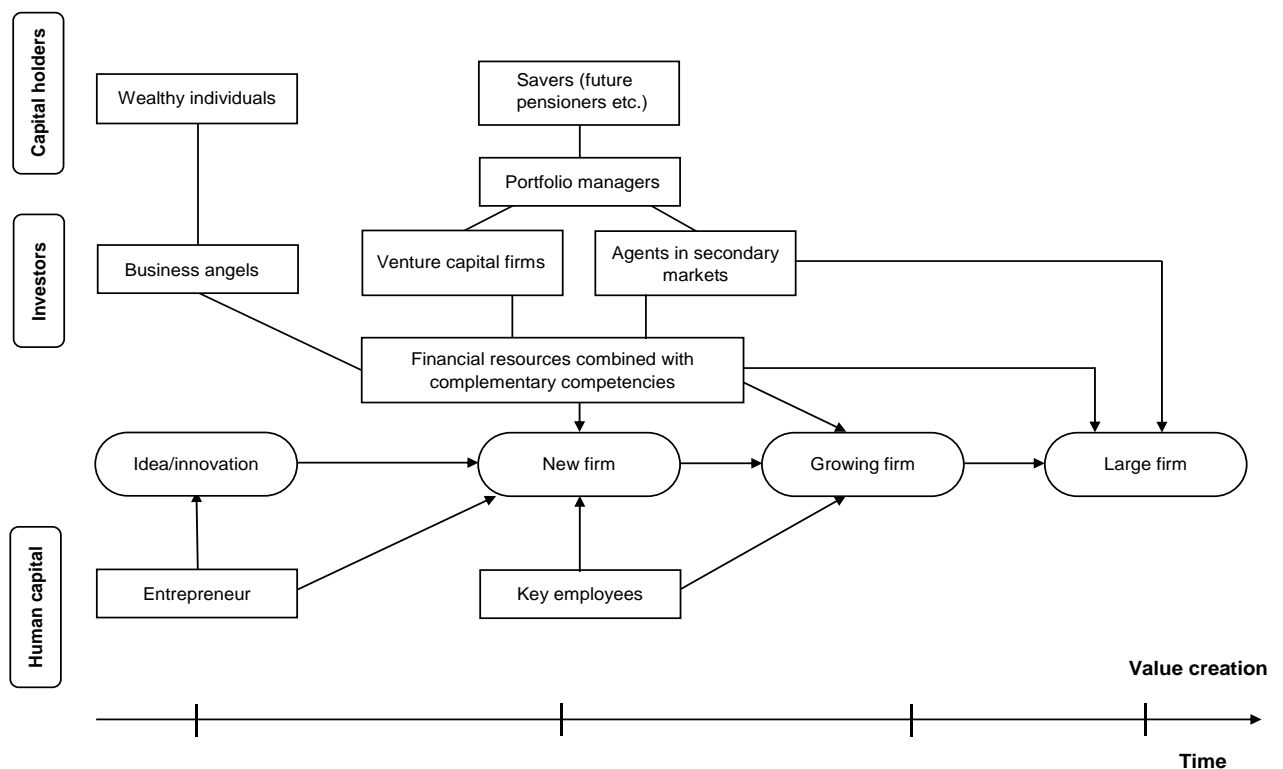 Capital holders
Wealthy individuals
Savers (future
pensioners etc.)
Portfolio managers
Investors
Business angels
Venture capital firms
Agents in secondary
markets
Financial resources combined with
complementary competencies
Idea/innovation
New firm
Growing firm
Large firm
Human capital
Entrepreneur
Key employees
Value creation
Time